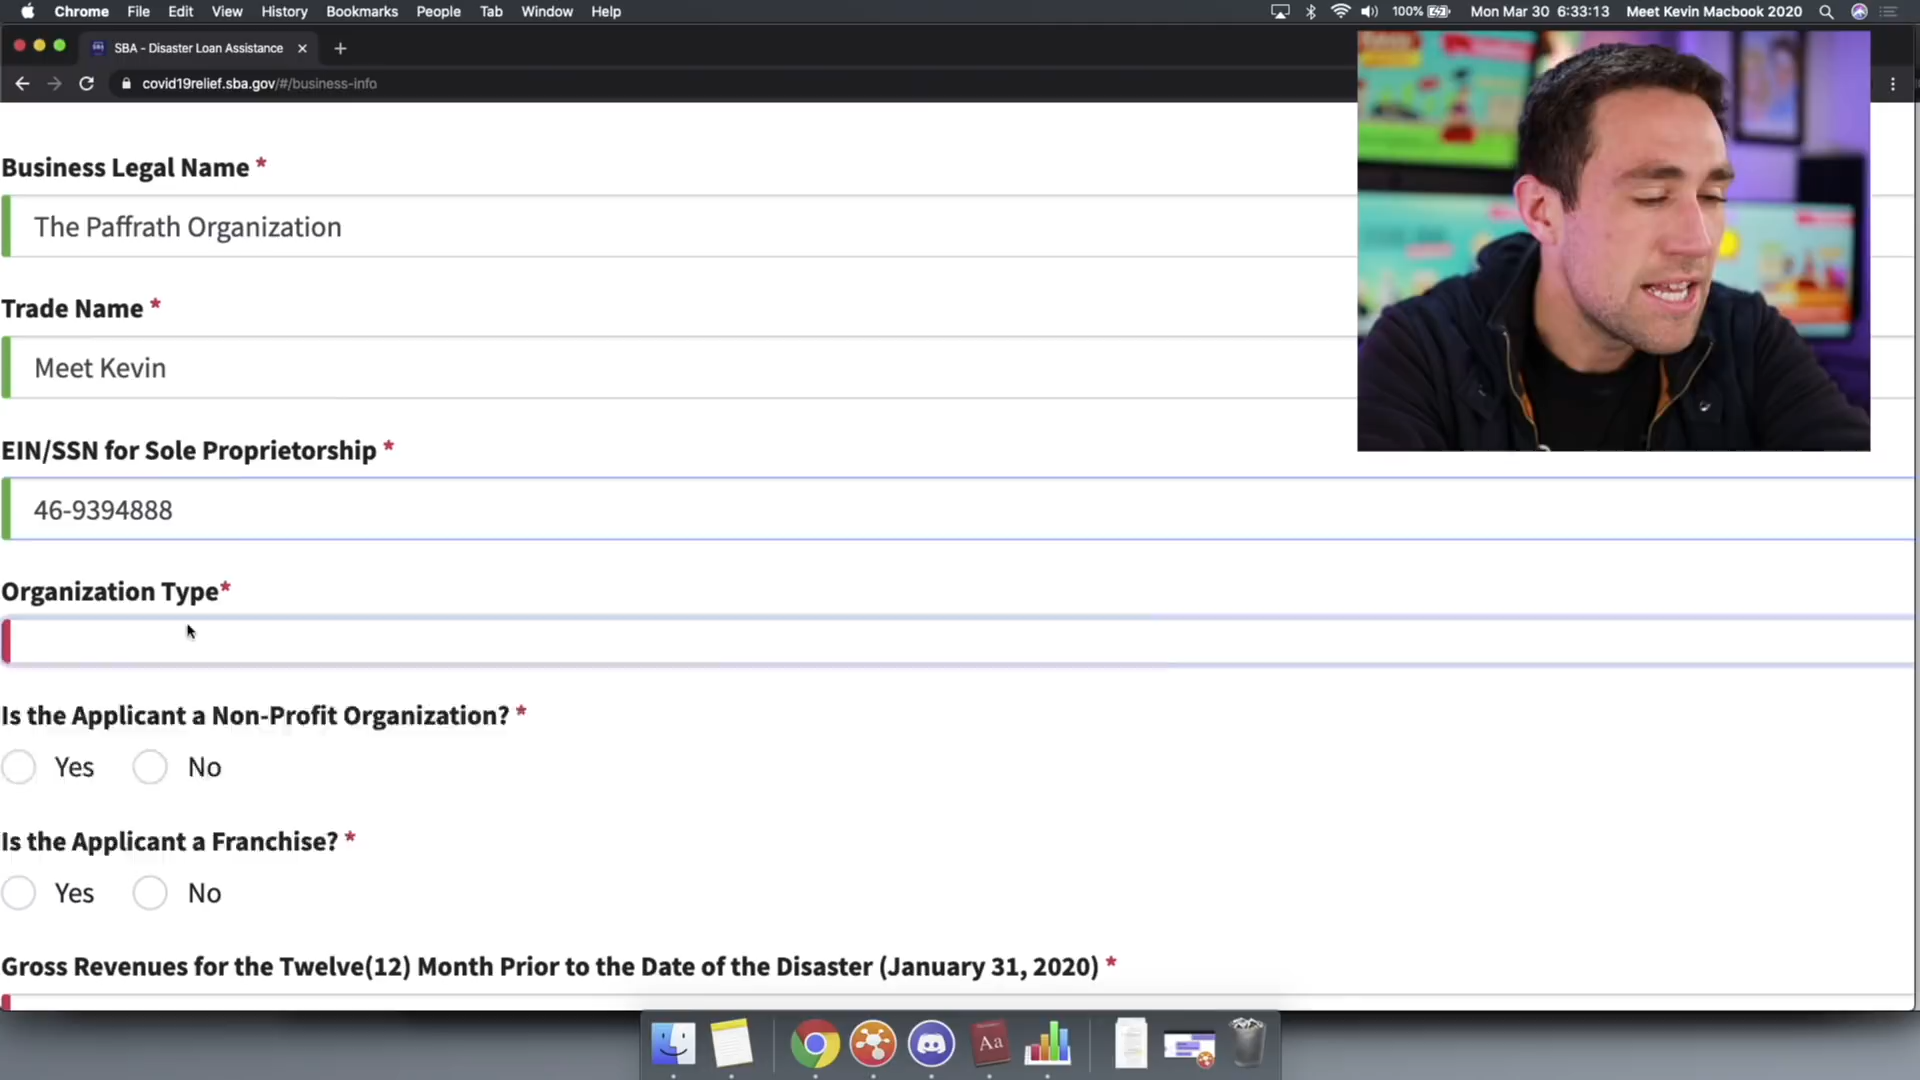 Chrome File Edit View History Bookmarks People Tab Window Help 100% Mon Mar 30 6:33:13 Meet Kevin Macbook 2020
SBA - Disaster Loan Assistance
covid19relief.sba.gov/#/business-info
Business Legal Name *
The Paffrath Organization
Trade Name *
Meet Kevin
EIN/SSN for Sole Proprietorship *
46-9394888
Organization Type*
Is the Applicant a Non-Profit Organization? *
Yes No
Is the Applicant a Franchise? *
Yes No
Gross Revenues for the Twelve(12) Month Prior to the Date of the Disaster (January 31, 2020) *
Aa